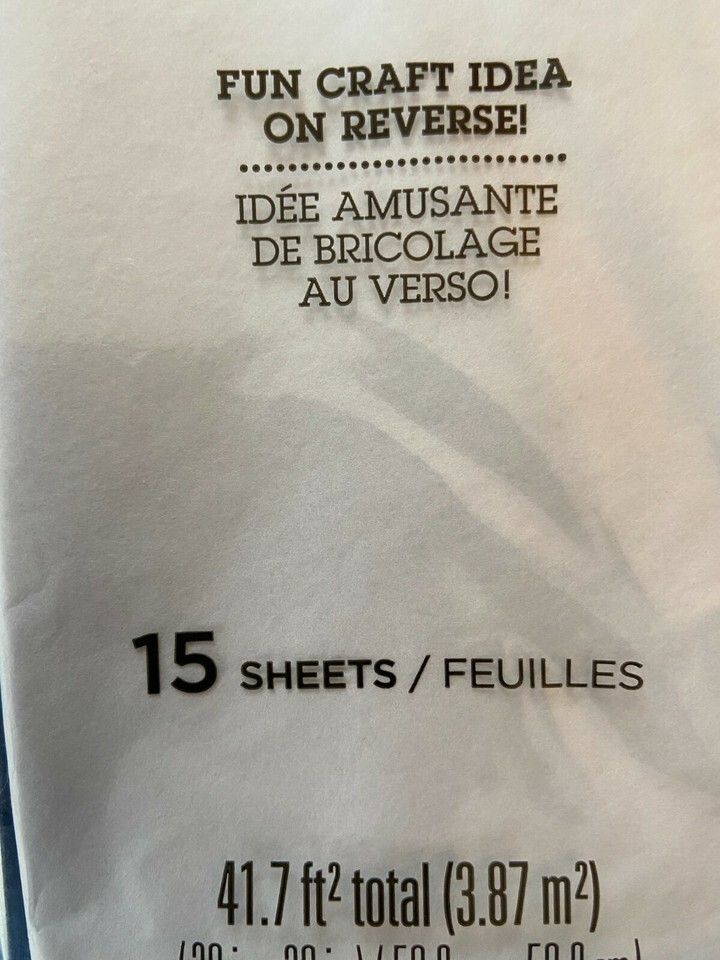 FUN CRAFT IDEA
ON REVERSE!
IDÉE AMUSANTE
DE BRICOLAGE
AU VERSO!
15 SHEETS / FEUILLES
41.7 ft² total (3.87 m²)